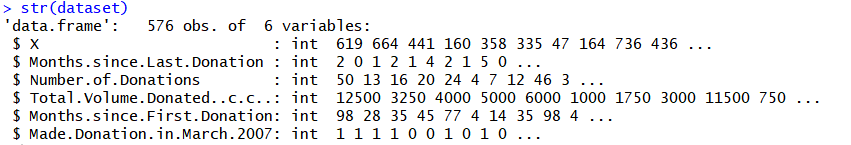 > str(dataset)
'data.frame':   576 obs. of  6 variables:
 $ X                          : int  619 664 441 160 358 335 47 164 736 436 ...
 $ Months.since.Last.Donation : int  2 0 1 2 1 4 2 1 5 0 ...
 $ Number.of.Donations        : int  50 13 16 20 24 4 7 12 46 3 ...
 $ Total.Volume.Donated..c.c..: int  12500 3250 4000 5000 6000 1000 1750 3000 11500 750 ...
 $ Months.since.First.Donation: int  98 28 35 45 77 4 14 35 98 4 ...
 $ Made.Donation.in.March.2007: int  1 1 1 1 0 0 1 0 1 0 ...